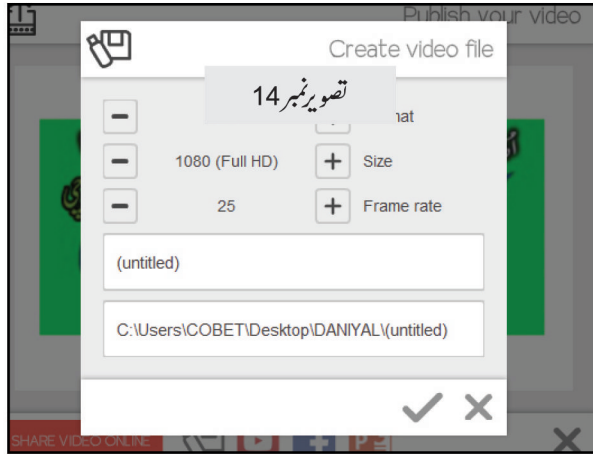 Publish your video
Create video file
تصویر نمبر 14
1080 (Full HD)
Size
25
Frame rate
(untitled)
C:\Users\COBET\Desktop\DANIYAL\(untitled)
SHARE VIDEO ONLINE